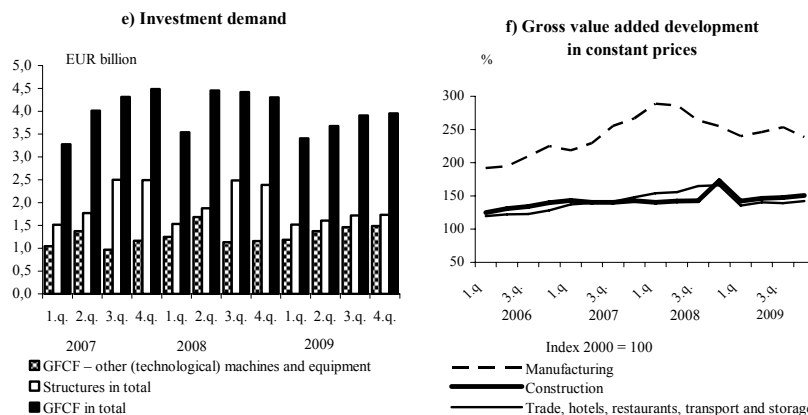 e) Investment demand
EUR billion
5,0
4,5
4,0
3,5
3,0
2,5
2,0
1,5
1,0
0,5
0,0
1.q. 2.q. 3.q. 4.q. 1.q. 2.q. 3.q. 4.q. 1.q. 2.q. 3.q. 4.q.
2007 2008 2009
GFCF – other (technological) machines and equipment
Structures in total
GFCF in total
f) Gross value added development
in constant prices
%
300
250
200
150
100
50
1.q 3.q. 1.q 3.q. 1.q 3.q. 1.q 3.q.
2006 2007 2008 2009
Index 2000 = 100
Manufacturing
Construction
Trade, hotels, restaurants, transport and storage